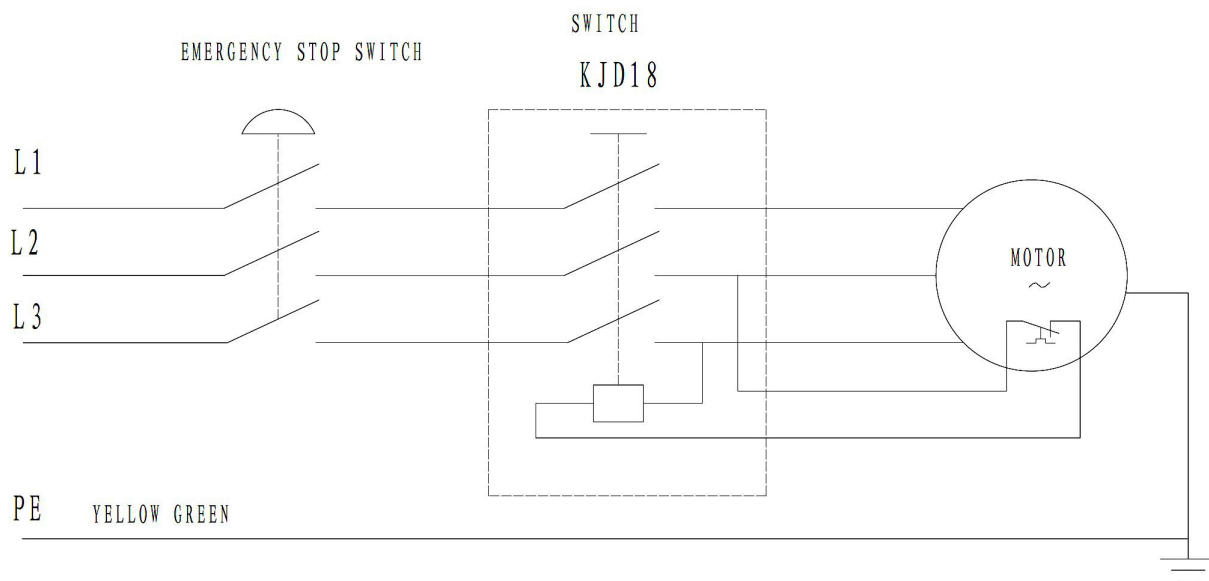 SWITCH
EMERGENCY STOP SWITCH
KJD18
L1
L2
MOTOR
L3
PE
YELLOW GREEN